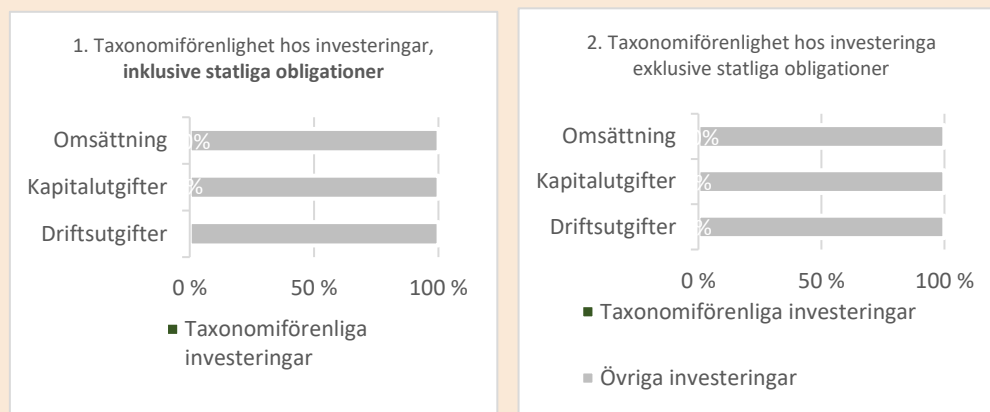 1. Taxonomiförenlighet hos investeringar,
inklusive statliga obligationer
Omsättning
Kapitalutgifter
Driftsutgifter
0 %
50 %
100 %
Taxonomiförenliga
investeringar
2. Taxonomiförenlighet hos investeringa
exklusive statliga obligationer
Omsättning
Kapitalutgifter
Driftsutgifter
0 %
50 %
100 %
Taxonomiförenliga investeringar
Övriga investeringar